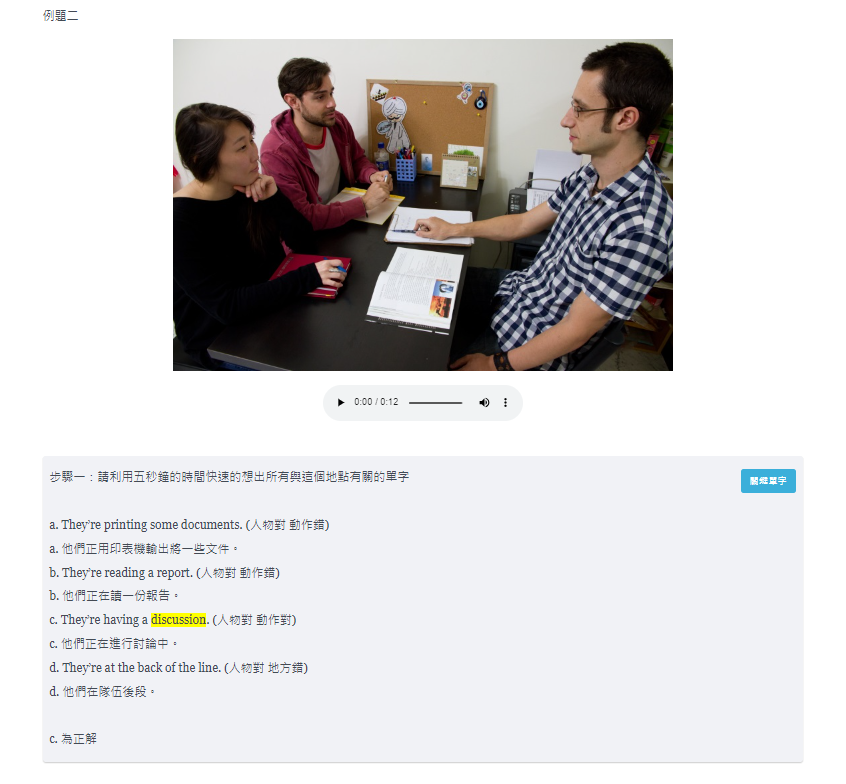 例題二
0:00 / 0:12
步驟一：請利用五秒鐘的時間快速的想出所有與這個地點有關的單字
關鍵單字
a. They’re printing some documents. (人物對 動作錯)
a. 他們正用印表機輸出將一些文件。
b. They’re reading a report. (人物對 動作錯)
b. 他們正在讀一份報告。
c. They’re having a discussion. (人物對 動作對)
c. 他們正在進行討論中。
d. They’re at the back of the line. (人物對 地方錯)
d. 他們在隊伍後段。
c. 為正解